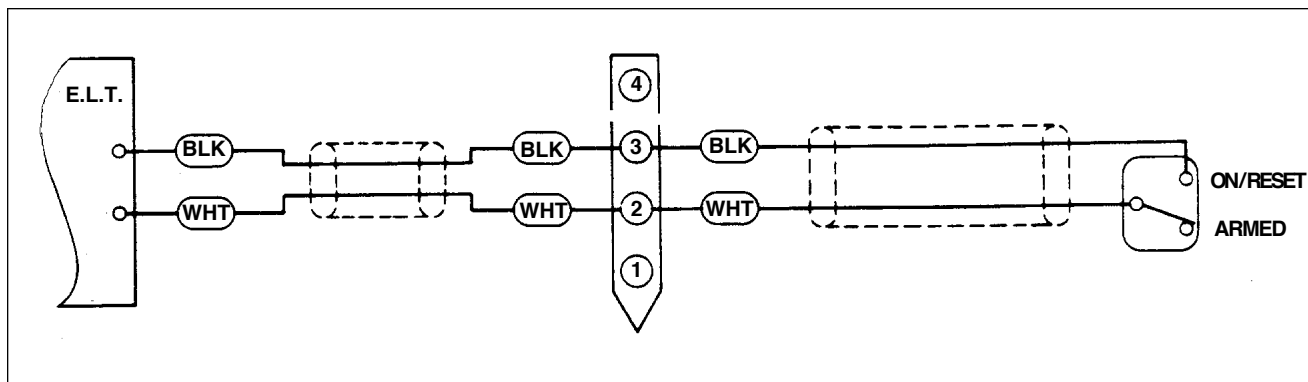 E.L.T.
4
BLK
BLK
3
BLK
ON/RESET
WHT
WHT
2
WHT
ARMED
1